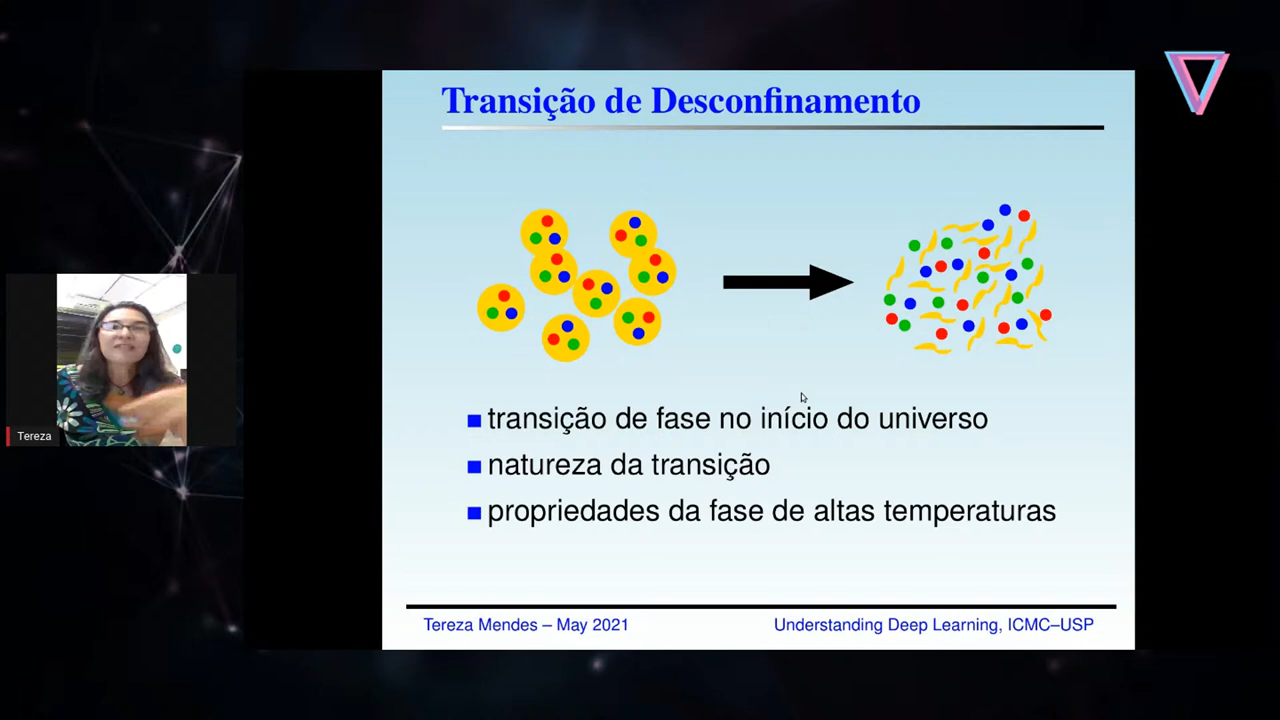 Transição de Desconfinamento
transição de fase no início do universo
natureza da transição
propriedades da fase de altas temperaturas
Tereza Mendes – May 2021
Understanding Deep Learning, ICMC–USP
Tereza